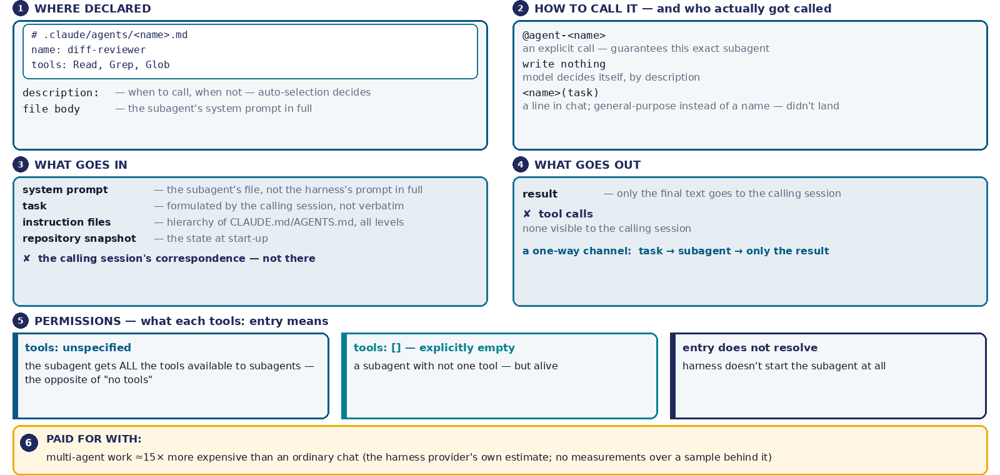 1 WHERE DECLARED
# .claude/agents/<name>.md
name: diff-reviewer
tools: Read, Grep, Glob
description: — when to call, when not — auto-selection decides
file body — the subagent's system prompt in full
2 HOW TO CALL IT — and who actually got called
@agent-<name>
an explicit call — guarantees this exact subagent
write nothing
model decides itself, by description
<name>(task)
a line in chat; general-purpose instead of a name — didn't land
3 WHAT GOES IN
system prompt — the subagent's file, not the harness's prompt in full
task — formulated by the calling session, not verbatim
instruction files — hierarchy of CLAUDE.md/AGENTS.md, all levels
repository snapshot — the state at start-up
✘ the calling session's correspondence — not there
4 WHAT GOES OUT
result — only the final text goes to the calling session
✘ tool calls
none visible to the calling session
a one-way channel: task → subagent → only the result
5 PERMISSIONS — what each tools: entry means
tools: unspecified
the subagent gets ALL the tools available to subagents —
the opposite of "no tools"
tools: [] — explicitly empty
a subagent with not one tool — but alive
entry does not resolve
harness doesn't start the subagent at all
6 PAID FOR WITH:
multi-agent work ≈15× more expensive than an ordinary chat (the harness provider's own estimate; no measurements over a sample behind it)